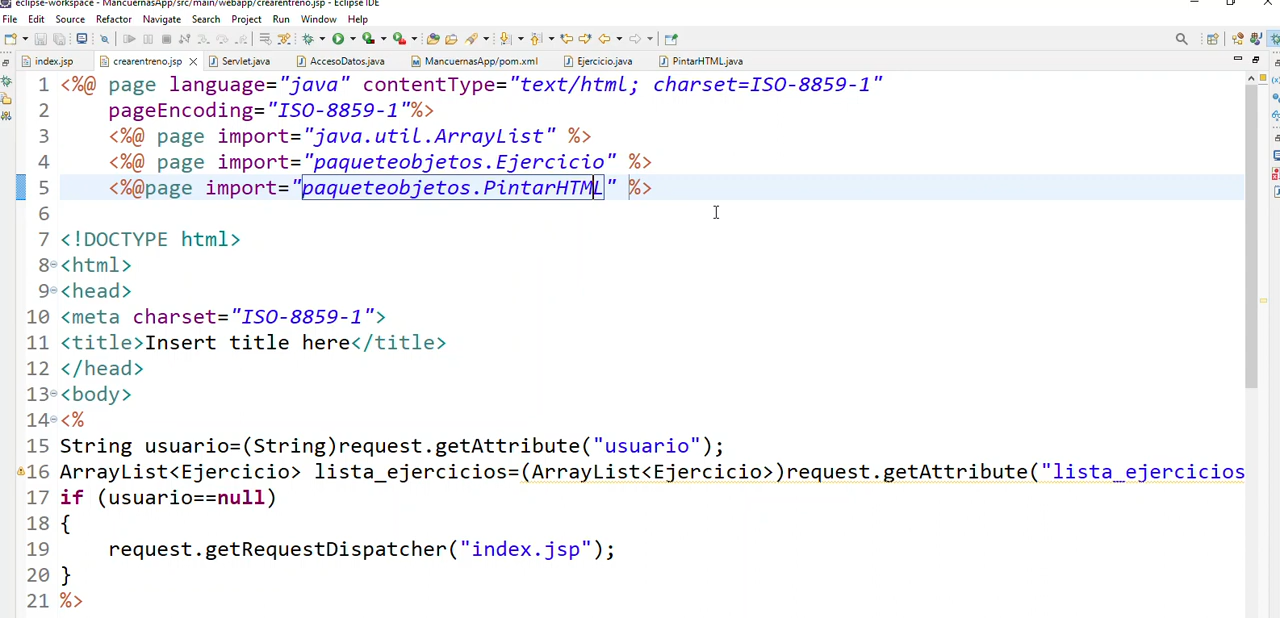 eclipse-workspace - MancuernasApp/src/main/webapp/crearentreno.jsp - Eclipse IDE
File Edit Source Refactor Navigate Search Project Run Window Help
index.jsp crearentreno.jsp Servlet.java AccesoDatos.java MancuernasApp/pom.xml Ejercicio.java PintarHTML.java
1 <%@ page language="java" contentType="text/html; charset=ISO-8859-1"
2 pageEncoding="ISO-8859-1"%>
3 <%@ page import="java.util.ArrayList" %>
4 <%@ page import="paqueteobjetos.Ejercicio" %>
5 <%@page import="paqueteobjetos.PintarHTML" %>
6
7 <!DOCTYPE html>
8 <html>
9 <head>
10 <meta charset="ISO-8859-1">
11 <title>Insert title here</title>
12 </head>
13 <body>
14 <%
15 String usuario=(String)request.getAttribute("usuario");
16 ArrayList<Ejercicio> lista_ejercicios=(ArrayList<Ejercicio>)request.getAttribute("lista_ejercicios
17 if (usuario==null)
18 {
19 request.getRequestDispatcher("index.jsp");
20 }
21 %>